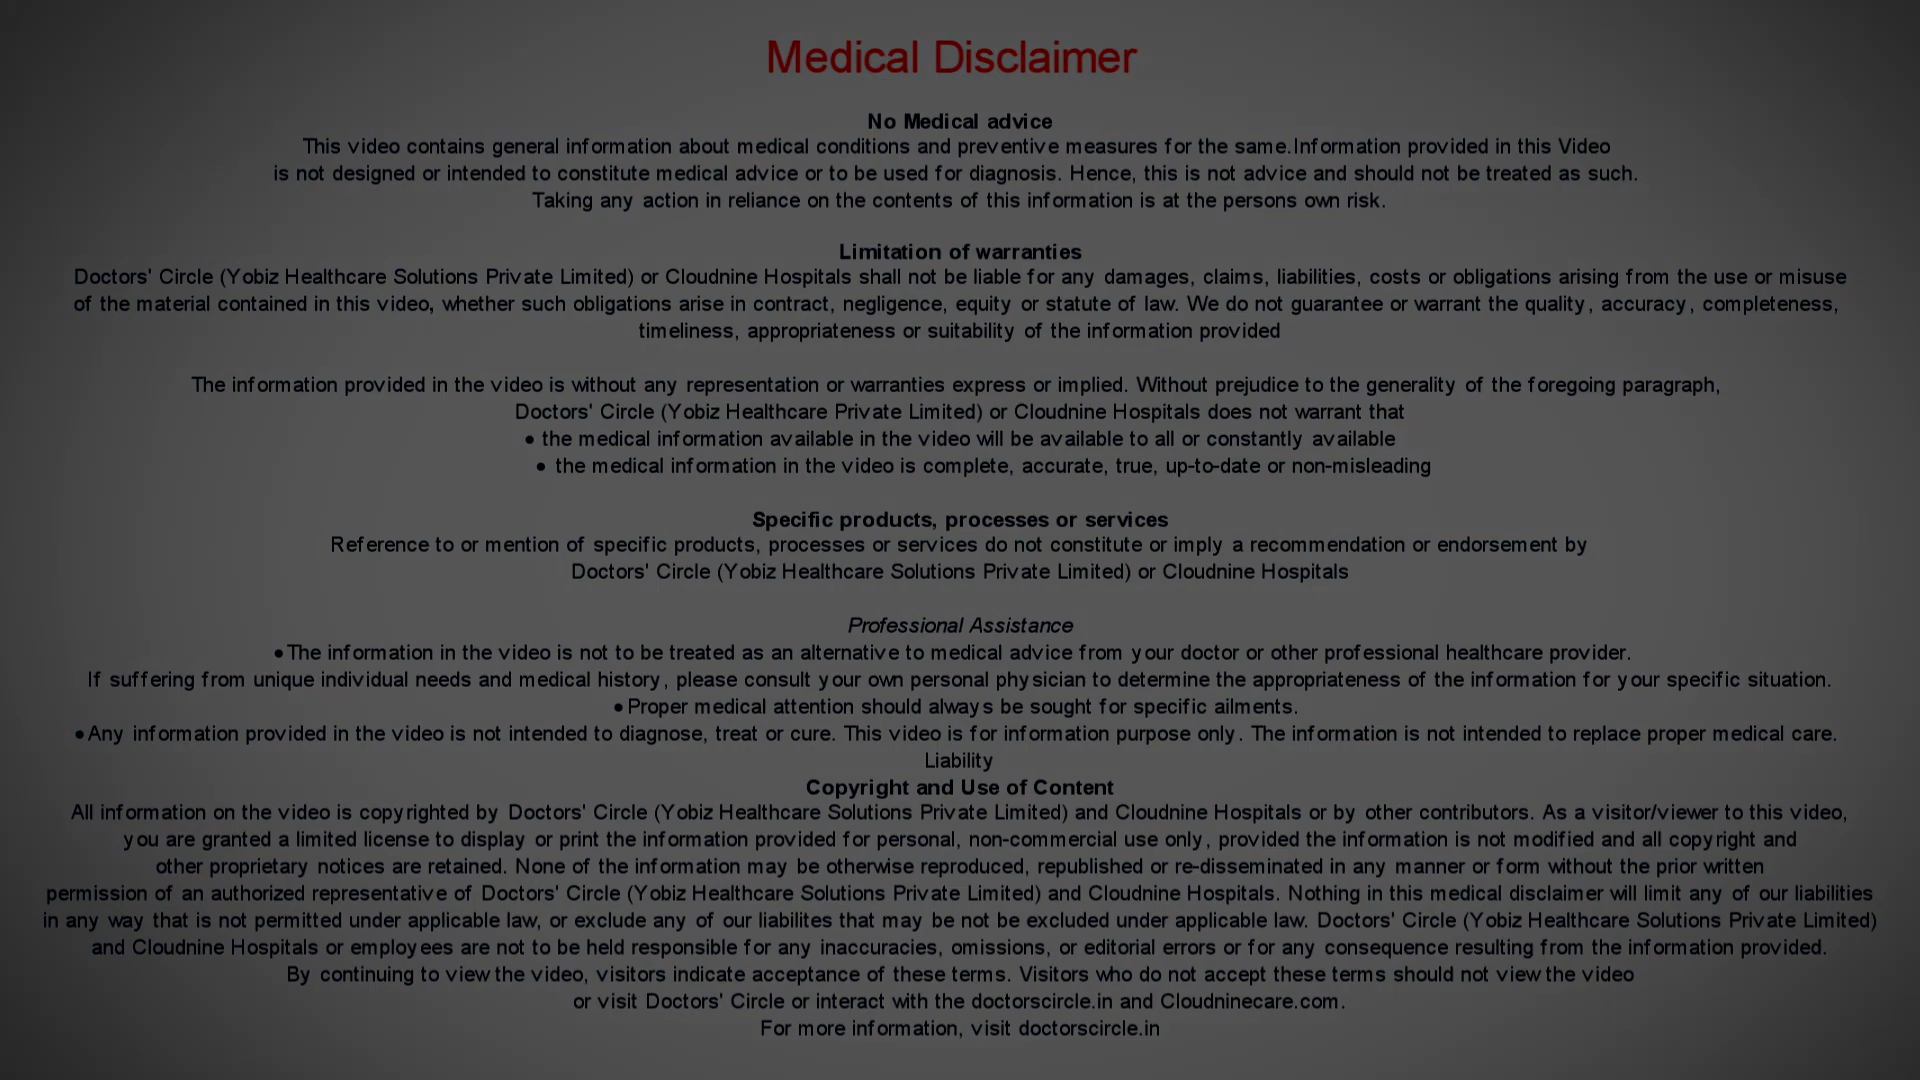 Medical Disclaimer
No Medical advice
This video contains general information about medical conditions and preventive measures for the same.Information provided in this Video
is not designed or intended to constitute medical advice or to be used for diagnosis. Hence, this is not advice and should not be treated as such.
Taking any action in reliance on the contents of this information is at the persons own risk.
Limitation of warranties
Doctors' Circle (Yobiz Healthcare Solutions Private Limited) or Cloudnine Hospitals shall not be liable for any damages, claims, liabilities, costs or obligations arising from the use or misuse
of the material contained in this video, whether such obligations arise in contract, negligence, equity or statute of law. We do not guarantee or warrant the quality, accuracy, completeness,
timeliness, appropriateness or suitability of the information provided
The information provided in the video is without any representation or warranties express or implied. Without prejudice to the generality of the foregoing paragraph,
Doctors' Circle (Yobiz Healthcare Private Limited) or Cloudnine Hospitals does not warrant that
• the medical information available in the video will be available to all or constantly available
• the medical information in the video is complete, accurate, true, up-to-date or non-misleading
Specific products, processes or services
Reference to or mention of specific products, processes or services do not constitute or imply a recommendation or endorsement by
Doctors' Circle (Yobiz Healthcare Solutions Private Limited) or Cloudnine Hospitals
Professional Assistance
•The information in the video is not to be treated as an alternative to medical advice from your doctor or other professional healthcare provider.
If suffering from unique individual needs and medical history, please consult your own personal physician to determine the appropriateness of the information for your specific situation.
•Proper medical attention should always be sought for specific ailments.
•Any information provided in the video is not intended to diagnose, treat or cure. This video is for information purpose only. The information is not intended to replace proper medical care.
Liability
Copyright and Use of Content
All information on the video is copyrighted by Doctors' Circle (Yobiz Healthcare Solutions Private Limited) and Cloudnine Hospitals or by other contributors. As a visitor/viewer to this video,
you are granted a limited license to display or print the information provided for personal, non-commercial use only, provided the information is not modified and all copyright and
other proprietary notices are retained. None of the information may be otherwise reproduced, republished or re-disseminated in any manner or form without the prior written
permission of an authorized representative of Doctors' Circle (Yobiz Healthcare Solutions Private Limited) and Cloudnine Hospitals. Nothing in this medical disclaimer will limit any of our liabilities
in any way that is not permitted under applicable law, or exclude any of our liabilites that may be not be excluded under applicable law. Doctors' Circle (Yobiz Healthcare Solutions Private Limited)
and Cloudnine Hospitals or employees are not to be held responsible for any inaccuracies, omissions, or editorial errors or for any consequence resulting from the information provided.
By continuing to view the video, visitors indicate acceptance of these terms. Visitors who do not accept these terms should not view the video
or visit Doctors' Circle or interact with the doctorscircle.in and Cloudninecare.com.
For more information, visit doctorscircle.in